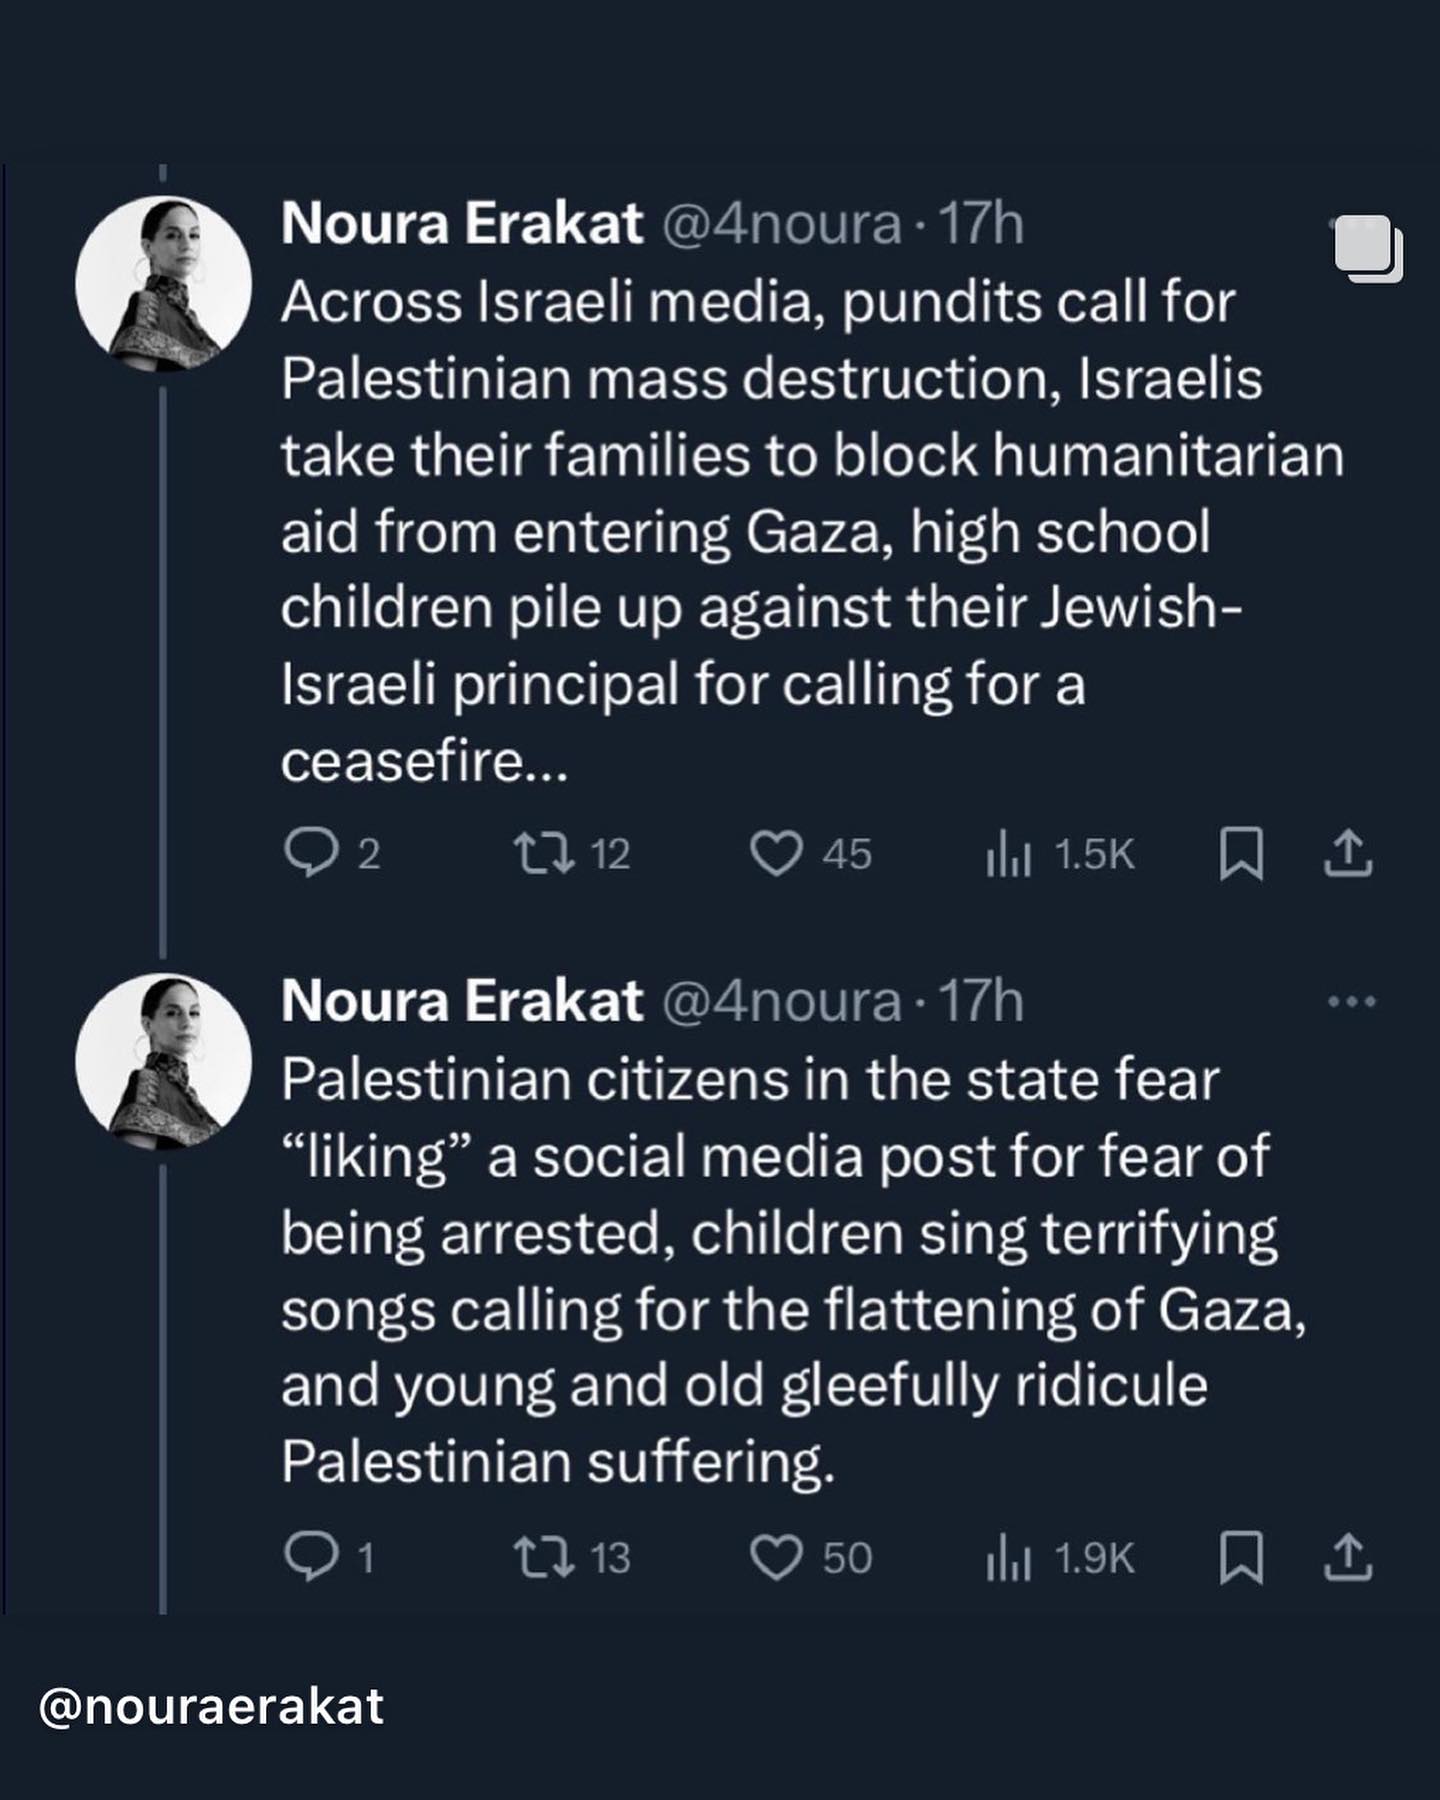 Noura Erakat @4noura · 17h
Across Israeli media, pundits call for
Palestinian mass destruction, Israelis
take their families to block humanitarian
aid from entering Gaza, high school
children pile up against their Jewish-
Israeli principal for calling for a
ceasefire...
2 12 45 1.5K
Noura Erakat @4noura · 17h
Palestinian citizens in the state fear
“liking” a social media post for fear of
being arrested, children sing terrifying
songs calling for the flattening of Gaza,
and young and old gleefully ridicule
Palestinian suffering.
1 13 50 1.9K
@nouraerakat